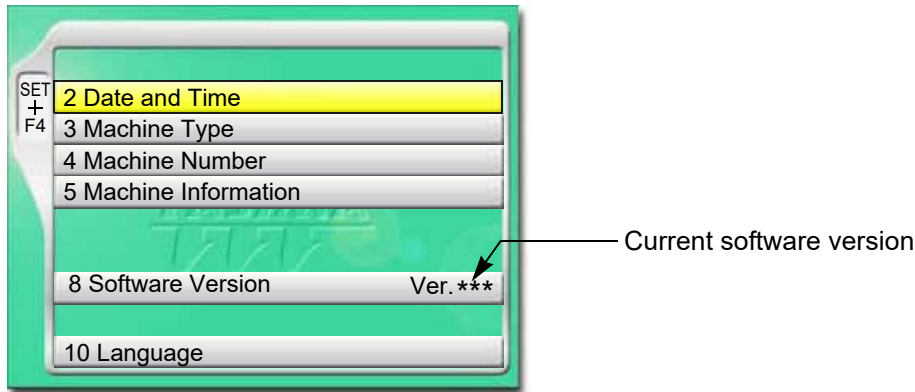 SET
+
F4
2 Date and Time
3 Machine Type
4 Machine Number
5 Machine Information
8 Software Version Ver.***
Current software version
10 Language